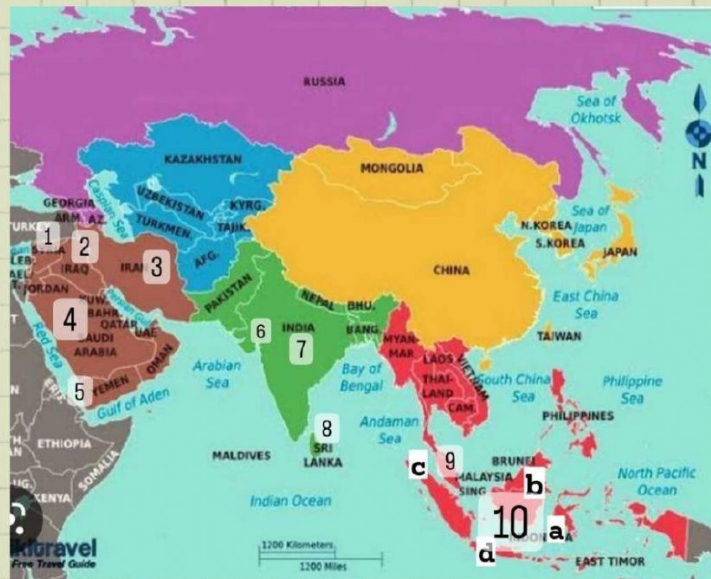 RUSSIA
Sea of
Okhotsk
N
KAZAKHSTAN
MONGOLIA
Caspian Sea
UZBEKISTAN
KYRG.
GEORGIA
ARM.
AZ.
TURKMEN.
TAJIK.
N.KOREA
Sea of
Japan
S.KOREA
JAPAN
1
2
3
IRAQ
IRAN
AFG.
CHINA
JORDAN
PAKISTAN
NEPAL
BHU.
East China
Sea
4
BAHR.
QATAR
UAE
6
INDIA
7
BANG.
MYAN-
MAR
LAOS
VIETNAM
TAIWAN
Red Sea
ARABIA
OMAN
Arabian
Sea
Bay of
Bengal
THAI-
LAND
CAM.
South China
Sea
Philippine
Sea
5
YEMEN
Gulf of Aden
PHILIPPINES
ETHIOPIA
SOMALIA
8
SRI
LANKA
MALDIVES
Andaman
Sea
c
9
MALAYSIA
SING.
b
North Pacific
Ocean
KENYA
Indian Ocean
10
a
d
EAST TIMOR
1200 Kilometers
1200 Miles
kitravel
Free Travel Guide